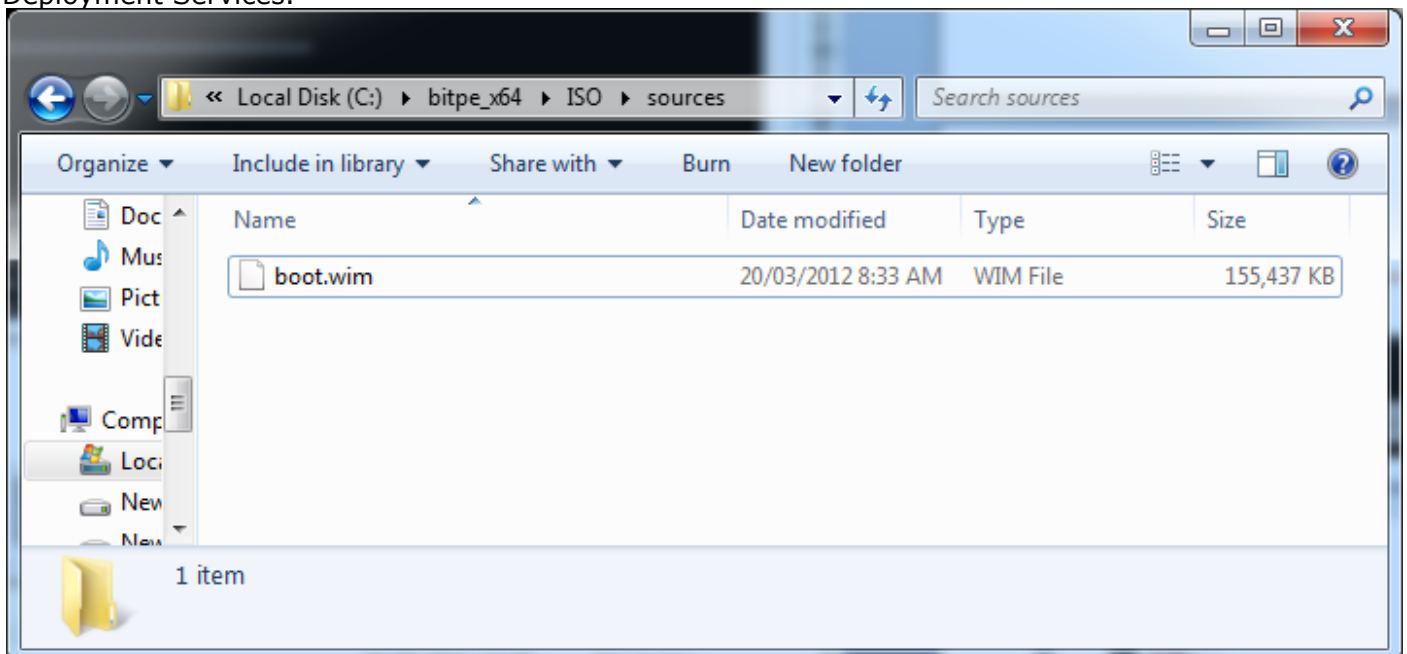 Deployment Services:
« Local Disk (C:) ▸ bitpe_x64 ▸ ISO ▸ sources
Search sources
Organize ▾ Include in library ▾ Share with ▾ Burn New folder
Doc
Mus
Pict
Vide
Comp
Loca
New
New
Name Date modified Type Size
boot.wim 20/03/2012 8:33 AM WIM File 155,437 KB
1 item